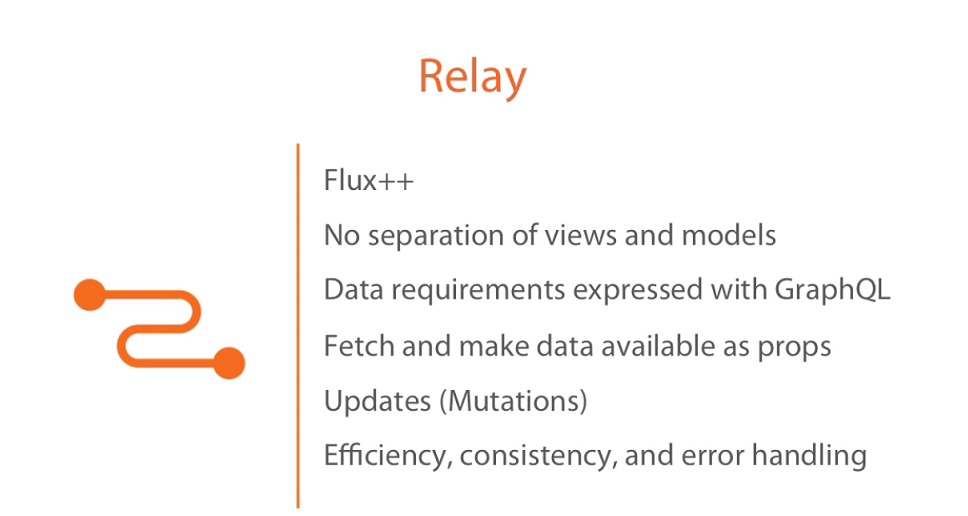 Relay
Flux++
No separation of views and models
Data requirements expressed with GraphQL
Fetch and make data available as props
Updates (Mutations)
Efficiency, consistency, and error handling